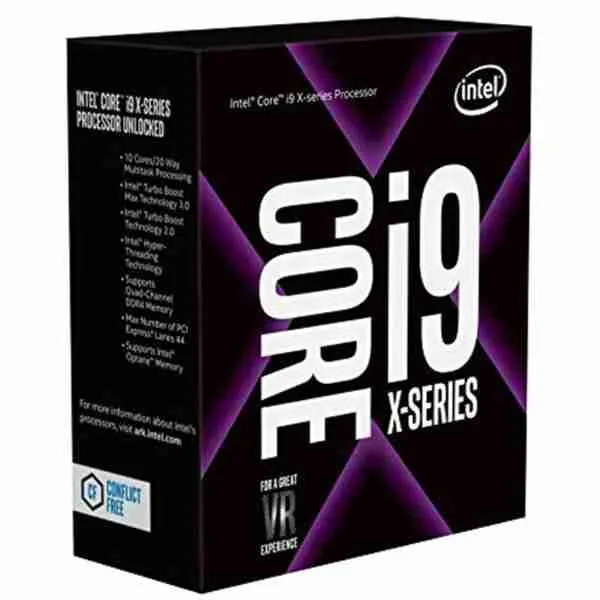 INTEL® CORE™ i9 X-SERIES
PROCESSOR UNLOCKED
• 10 Cores/20 Way
Multitask Processing
• Intel® Turbo Boost
Max Technology 3.0
• Intel® Turbo Boost
Technology 2.0
• Intel® Hyper-
Threading
Technology
• Supports
Quad-Channel
DDR4 Memory
• Max Number of PCI
Express® Lanes 44
• Supports Intel®
Optane™ Memory
For more information about Intel's
processors, visit ark.intel.com
CF
CONFLICT
FREE
Intel® Core™ i9 X-series Processor
intel
CORE
i9
X-SERIES
FOR A GREAT
VR
EXPERIENCE